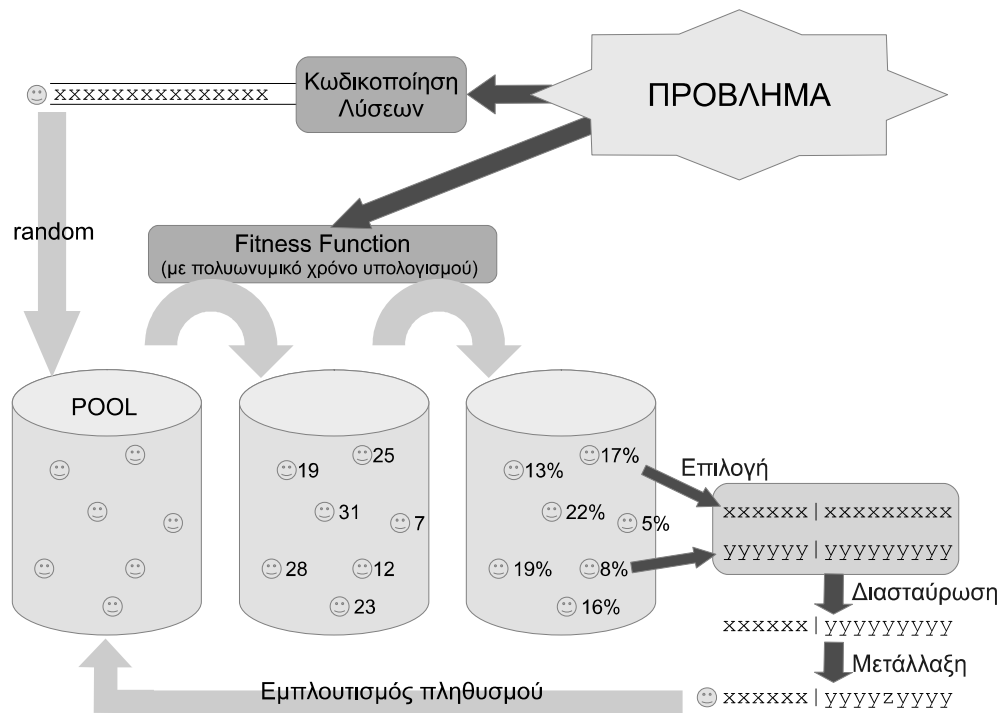 ΠΡΟΒΛΗΜΑ
Κωδικοποίηση
Λύσεων
xxxxxxxxxxxxxxx
random
Fitness Function
(με πολυωνυμικό χρόνο υπολογισμού)
POOL
19
25
31
7
28
12
23
13%
17%
22%
5%
19%
8%
16%
Επιλογή
xxxxxx|xxxxxxxxx
yyyyyy|yyyyyyyyy
Διασταύρωση
xxxxxx|yyyyyyyyy
Μετάλλαξη
xxxxxx|yyyyzyyyy
Εμπλουτισμός πληθυσμού